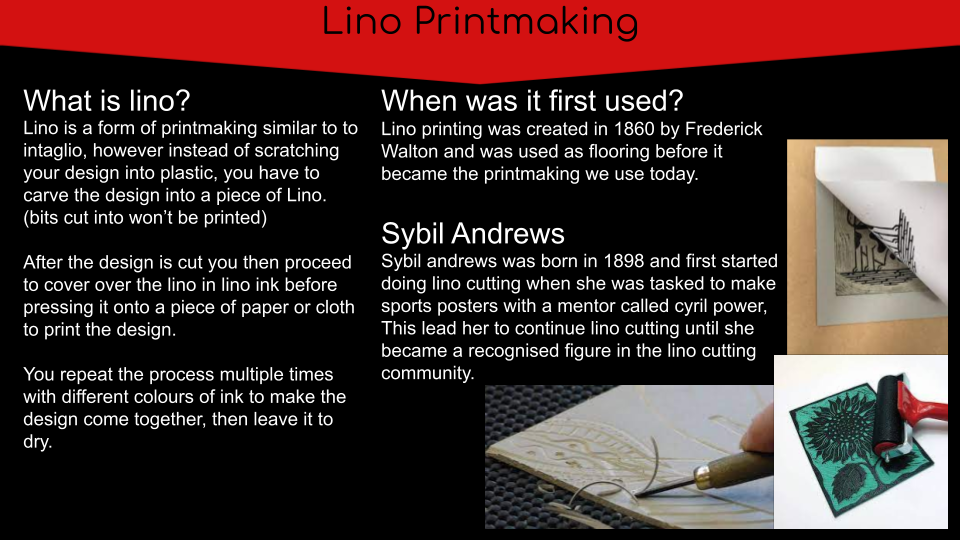 Lino Printmaking
What is lino?
Lino is a form of printmaking similar to to
intaglio, however instead of scratching
your design into plastic, you have to
carve the design into a piece of Lino.
(bits cut into won't be printed)
After the design is cut you then proceed
to cover over the lino in lino ink before
pressing it onto a piece of paper or cloth
to print the design.
You repeat the process multiple times
with different colours of ink to make the
design come together, then leave it to
dry.
When was it first used?
Lino printing was created in 1860 by Frederick
Walton and was used as flooring before it
became the printmaking we use today.
Sybil Andrews
Sybil andrews was born in 1898 and first started
doing lino cutting when she was tasked to make
sports posters with a mentor called cyril power,
This lead her to continue lino cutting until she
became a recognised figure in the lino cutting
community.